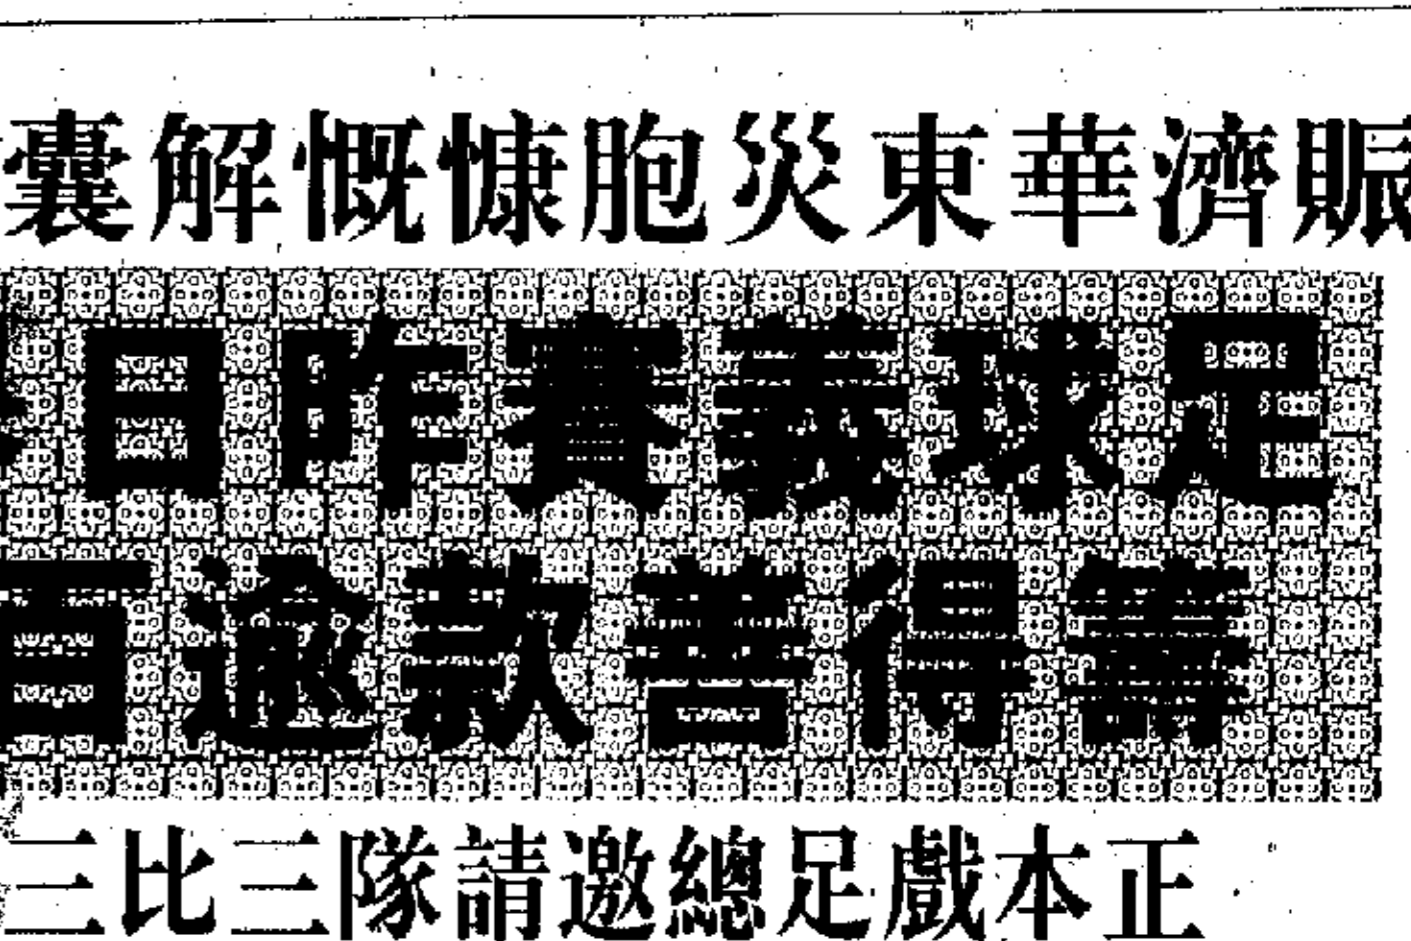 賑濟華東災胞慷慨解囊
足球義賽昨日
籌得善款逾百
正本戲足總邀請隊三比三